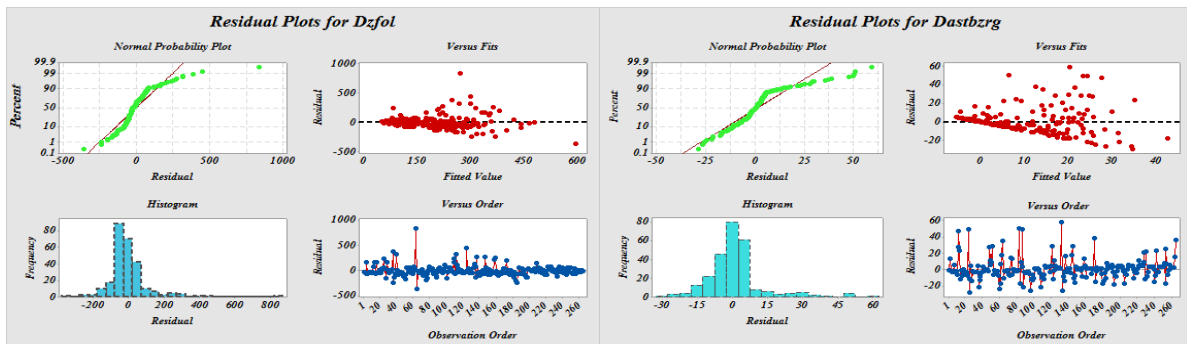 Residual Plots for Dzfol
Normal Probability Plot
Percent
99.9
99
90
50
10
1
0.1
-500 0 500 1000
Residual
Versus Fits
Residual
1000
500
0
-500
0 150 300 450 600
Fitted Value
Histogram
Frequency
80
60
40
20
0
-200 0 200 400 600 800
Residual
Versus Order
Residual
1000
500
0
-500
1 20 40 60 80 100 120 140 160 180 200 220 240 260
Observation Order
Residual Plots for Dastbzrg
Normal Probability Plot
Percent
99.9
99
90
50
10
1
0.1
-50 -25 0 25 50
Residual
Versus Fits
Residual
60
40
20
0
-20
0 10 20 30 40
Fitted Value
Histogram
Frequency
80
60
40
20
0
-30 -15 0 15 30 45 60
Residual
Versus Order
Residual
60
40
20
0
-20
1 20 40 60 80 100 120 140 160 180 200 220 240 260
Observation Order